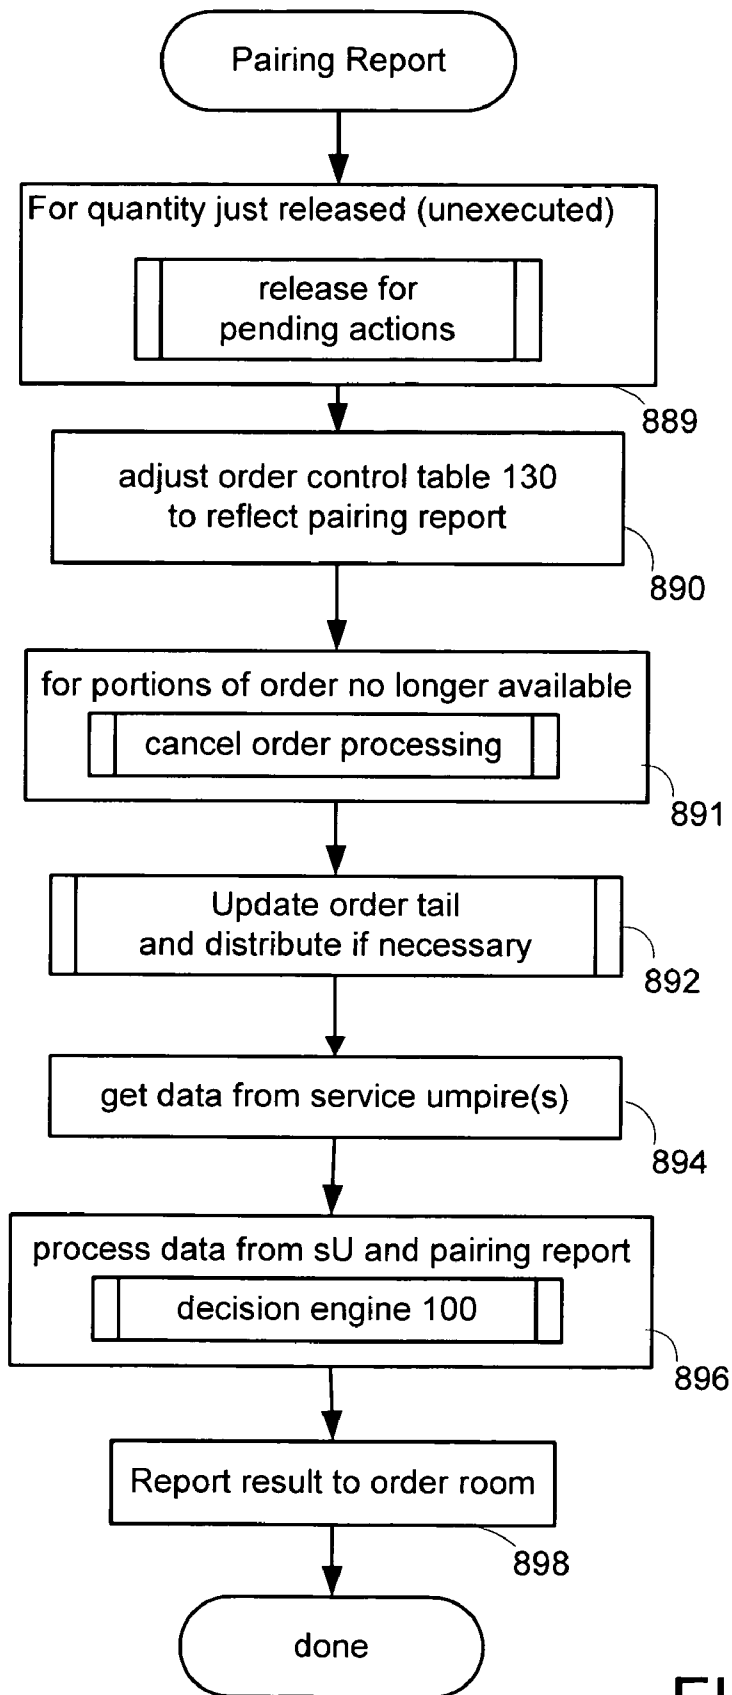 Pairing Report
For quantity just released (unexecuted)
release for
pending actions
889
adjust order control table 130
to reflect pairing report
890
for portions of order no longer available
cancel order processing
891
Update order tail
and distribute if necessary
892
get data from service umpire(s)
894
process data from sU and pairing report
decision engine 100
896
Report result to order room
898
done